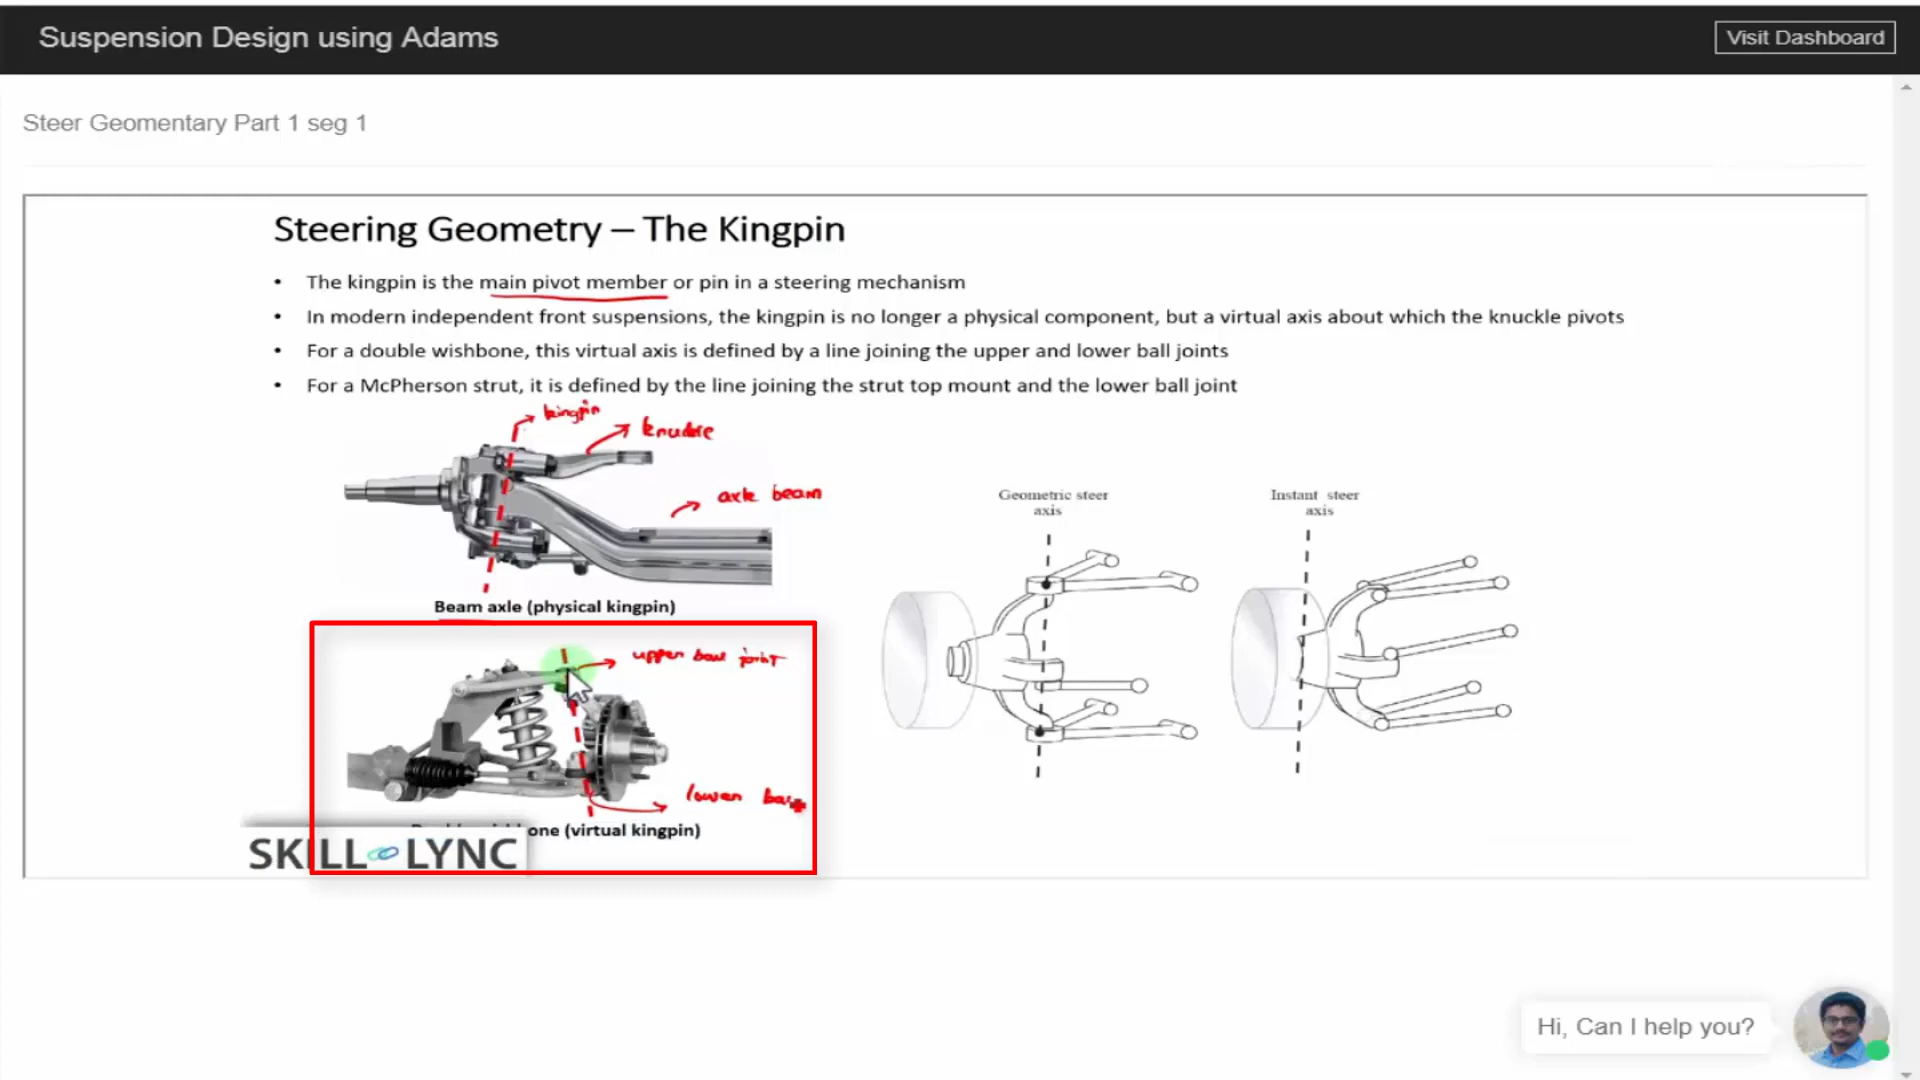 Suspension Design using Adams
Visit Dashboard
Steer Geomentary Part 1 seg 1
Steering Geometry – The Kingpin
• The kingpin is the main pivot member or pin in a steering mechanism
• In modern independent front suspensions, the kingpin is no longer a physical component, but a virtual axis about which the knuckle pivots
• For a double wishbone, this virtual axis is defined by a line joining the upper and lower ball joints
• For a McPherson strut, it is defined by the line joining the strut top mount and the lower ball joint
kingpin
knuckle
axle beam
Geometric steer
axis
Instant steer
axis
Beam axle (physical kingpin)
upper ball joint
lower
one (virtual kingpin)
SKILL LYNC
Hi, Can I help you?